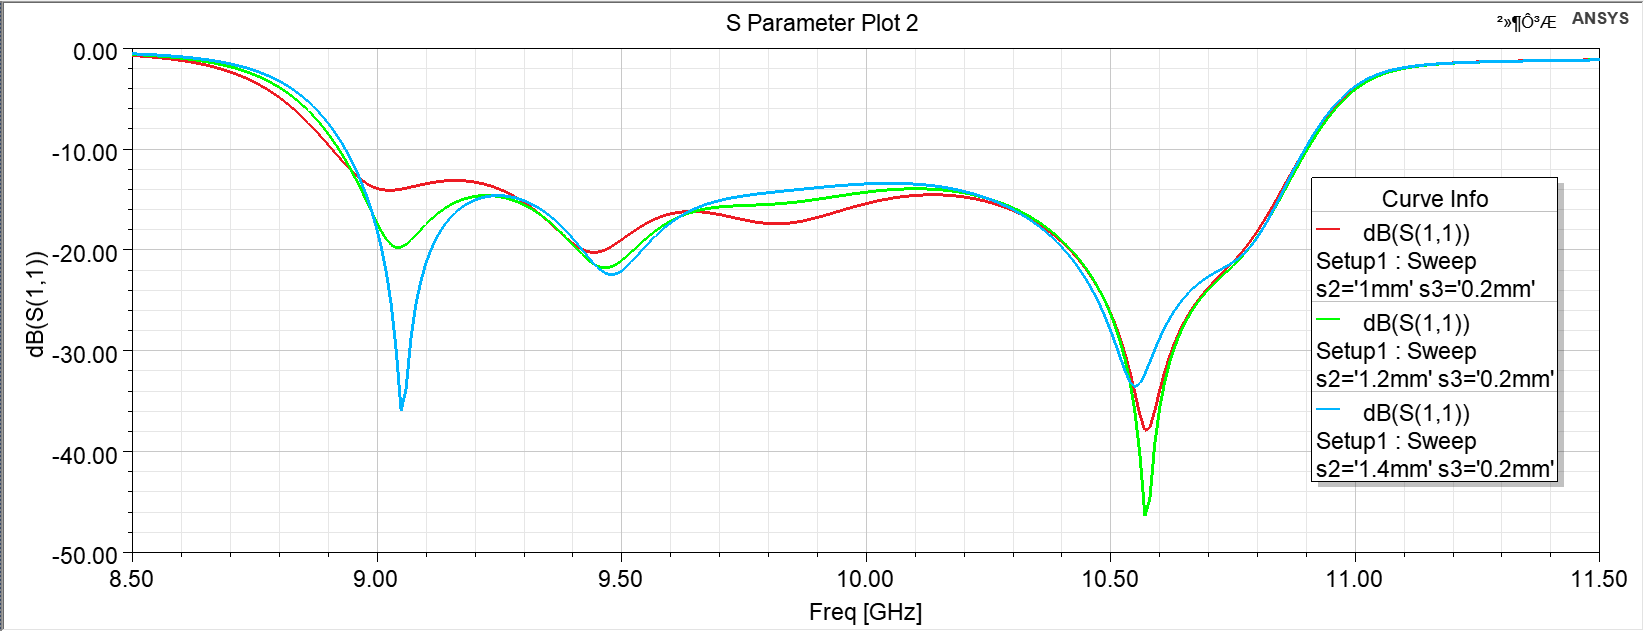 S Parameter Plot 2
²»¶Ô³Æ
ANSYS
0.00
-10.00
-20.00
-30.00
-40.00
-50.00
dB(S(1,1))
8.50
9.00
9.50
10.00
10.50
11.00
11.50
Freq [GHz]
Curve Info
dB(S(1,1))
Setup1 : Sweep
s2='1mm' s3='0.2mm'
dB(S(1,1))
Setup1 : Sweep
s2='1.2mm' s3='0.2mm'
dB(S(1,1))
Setup1 : Sweep
s2='1.4mm' s3='0.2mm'